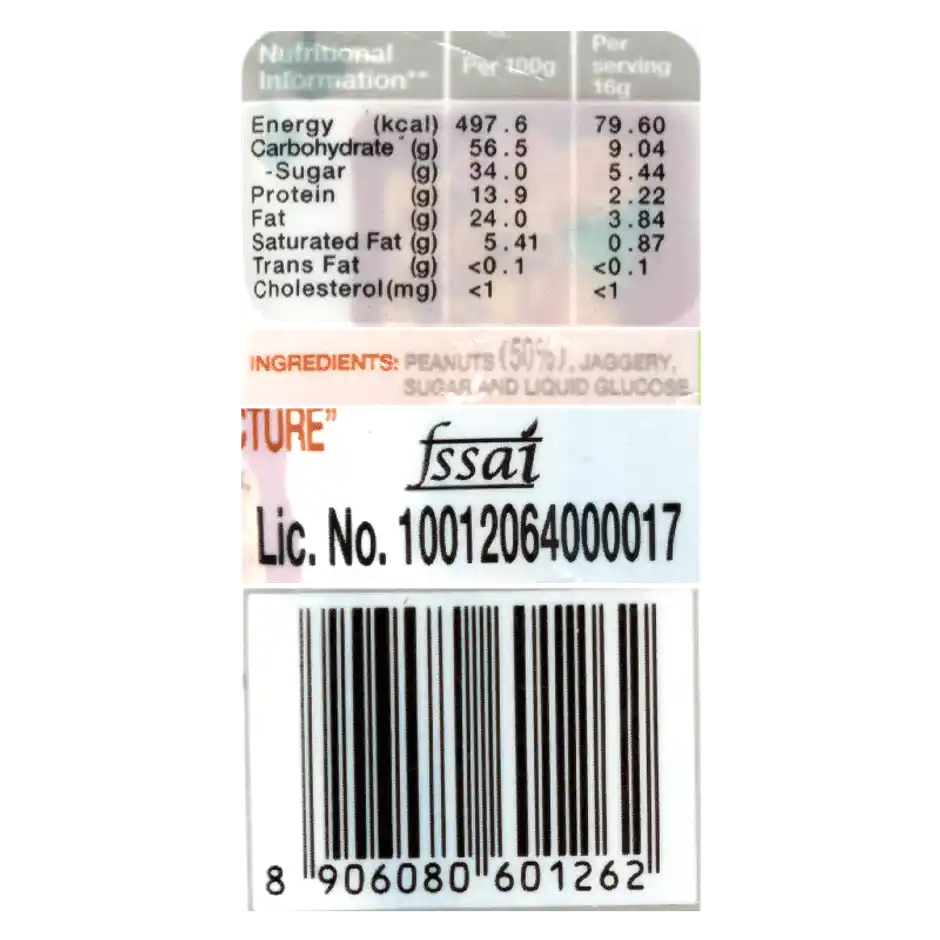 Nutritional Information** Per 100g Per serving 16g
Energy (kcal) 497.6 79.60
Carbohydrate (g) 56.5 9.04
-Sugar (g) 34.0 5.44
Protein (g) 13.9 2.22
Fat (g) 24.0 3.84
Saturated Fat (g) 5.41 0.87
Trans Fat (g) <0.1 <0.1
Cholesterol (mg) <1 <1
INGREDIENTS: PEANUTS (50%), JAGGERY,
SUGAR AND LIQUID GLUCOSE
CTURE"
fssai
Lic. No. 10012064000017
8 906080 601262